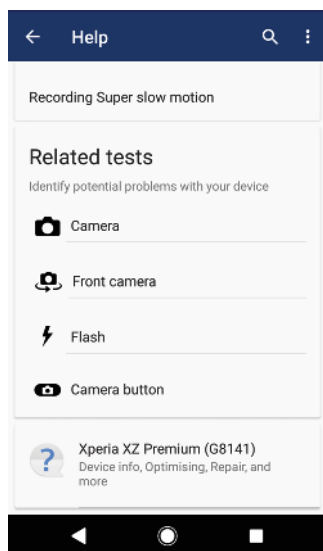 Help
Recording Super slow motion
Related tests
Identify potential problems with your device
Camera
Front camera
Flash
Camera button
Xperia XZ Premium (G8141)
Device info, Optimising, Repair, and
more